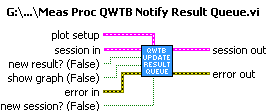 G:\...\Meas Proc QWTB Notify Result Queue.vi
plot setup
session in
session out
new result? (False)
QWTB
UPDATE
RESULT
QUEUE
show graph (False)
error in
error out
new session? (False)